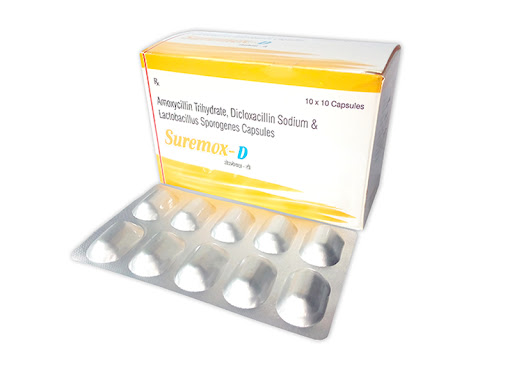 Rx
10 x 10 Capsules
Amoxycillin Trihydrate, Dicloxacillin Sodium &
Lactobacillus Sporogenes Capsules
Suremox-D